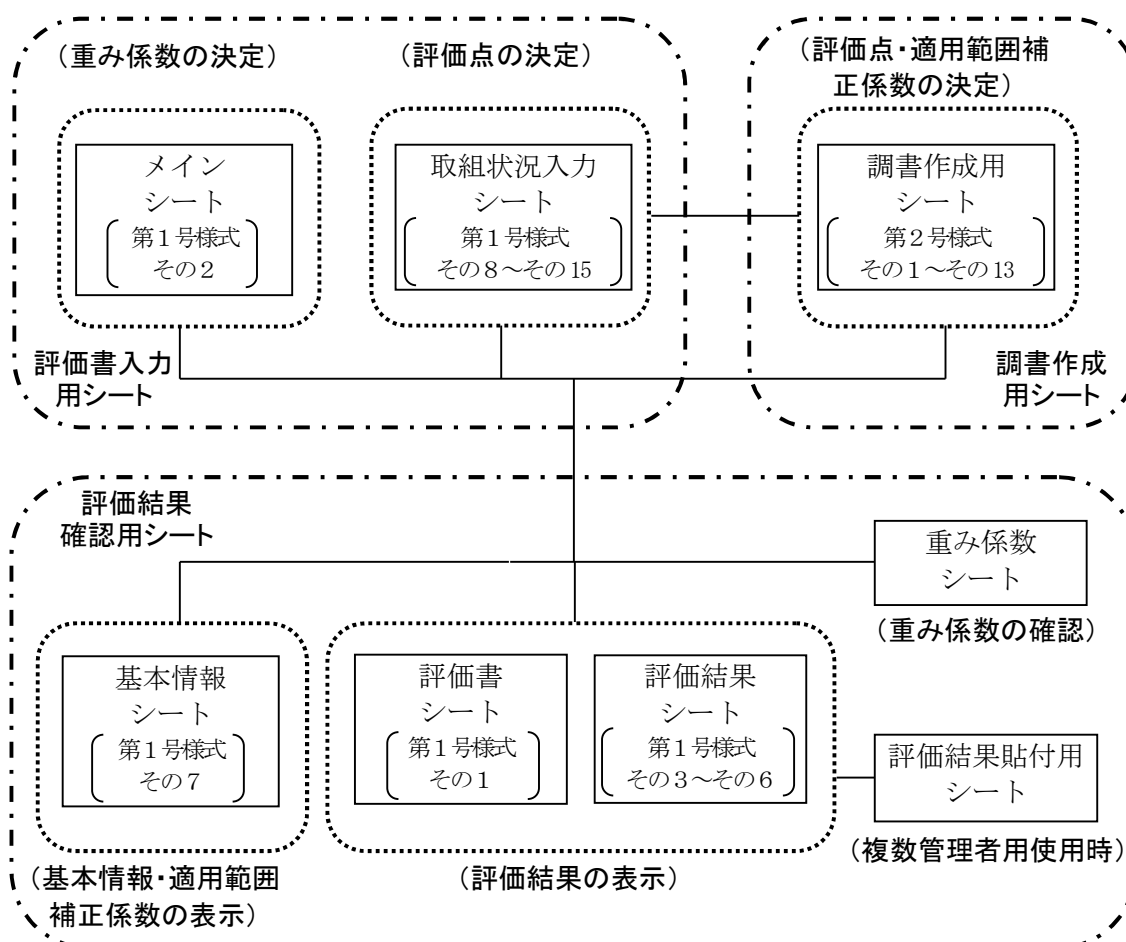 （重み係数の決定）
（評価点の決定）
（評価点・適用範囲補
正係数の決定）
メイン
シート
第１号様式
その２
取組状況入力
シート
第１号様式
その８～その15
調書作成用
シート
第２号様式
その１～その13
評価書入力
用シート
調書作成
用シート
評価結果
確認用シート
重み係数
シート
（重み係数の確認）
基本情報
シート
第１号様式
その７
評価書
シート
第１号様式
その１
評価結果
シート
第１号様式
その３～その６
評価結果貼付用
シート
（複数管理者用使用時）
（基本情報・適用範囲
補正係数の表示）
（評価結果の表示）